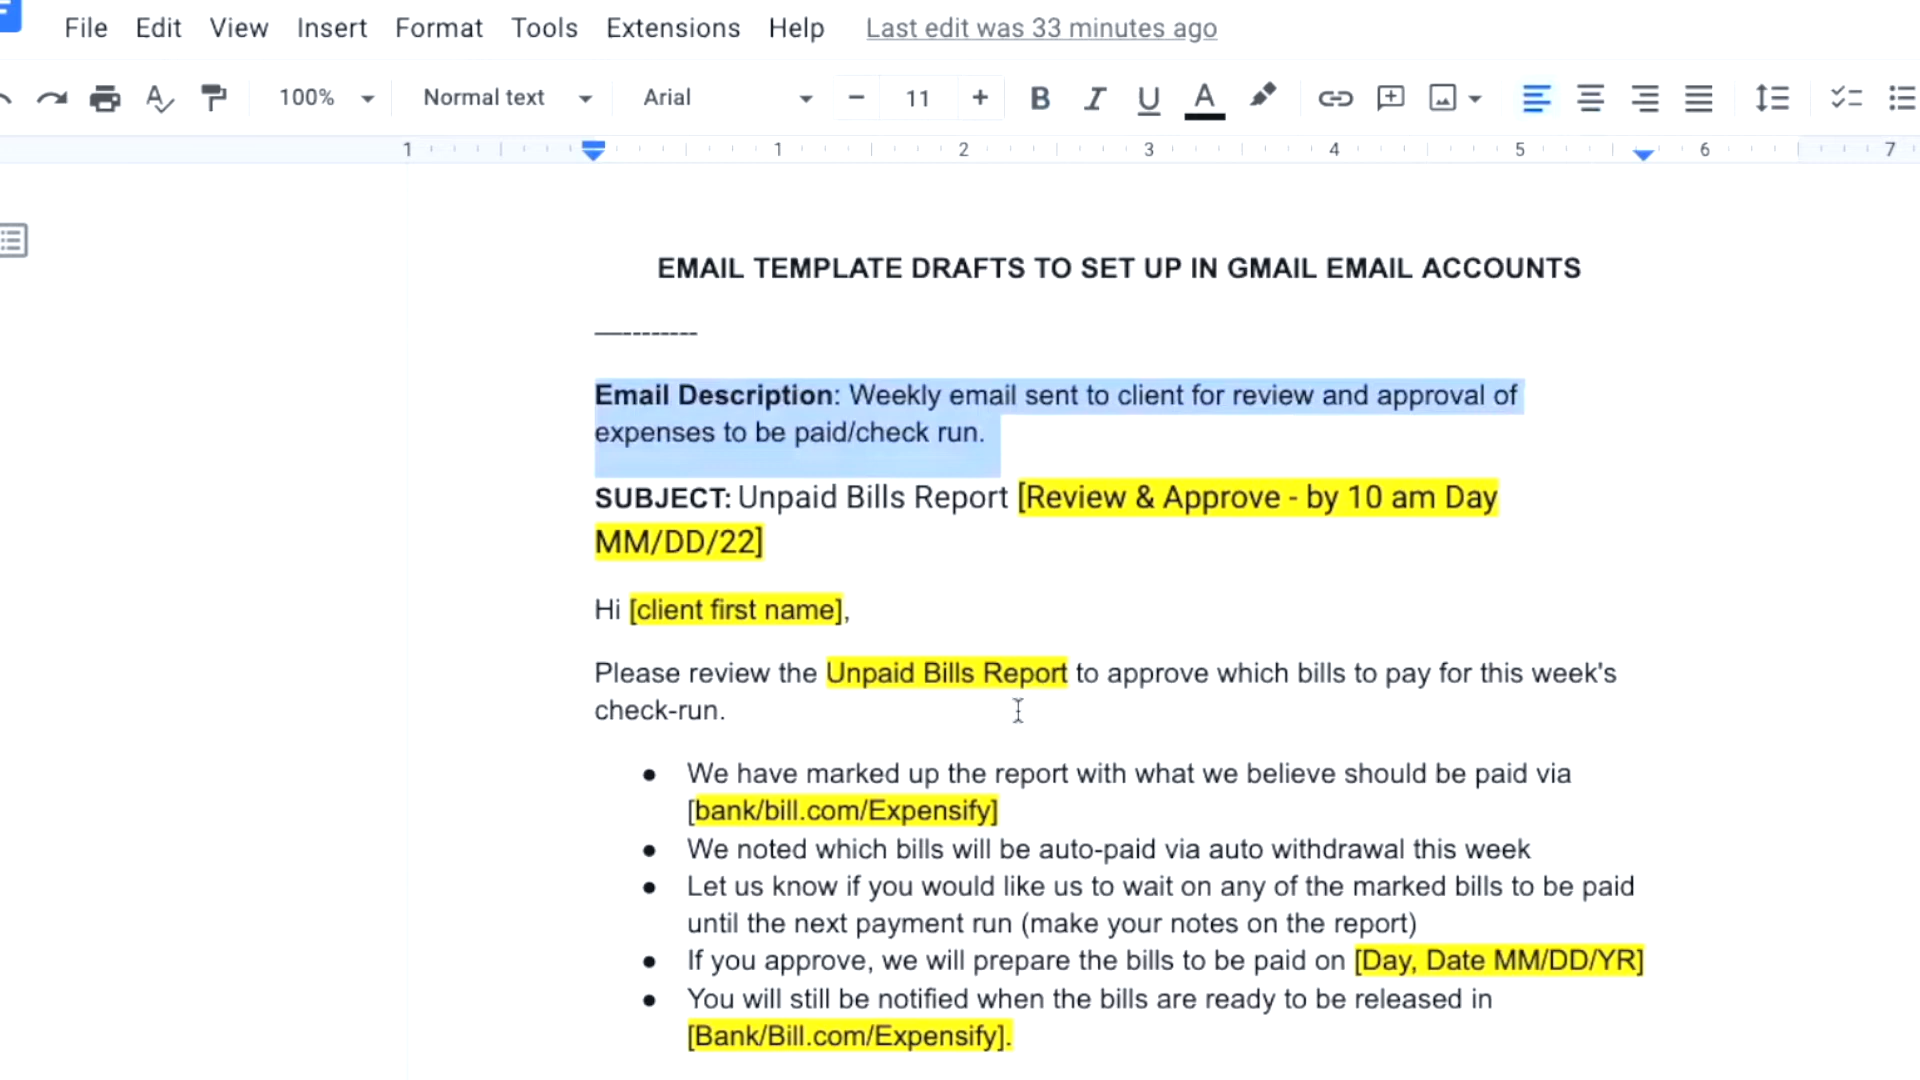 File Edit View Insert Format Tools Extensions Help Last edit was 33 minutes ago
100% Normal text Arial 11 B I U A
1 1 2 3 4 5 6 7
EMAIL TEMPLATE DRAFTS TO SET UP IN GMAIL EMAIL ACCOUNTS
—--------
Email Description: Weekly email sent to client for review and approval of
expenses to be paid/check run.
SUBJECT: Unpaid Bills Report [Review & Approve - by 10 am Day
MM/DD/22]
Hi [client first name],
Please review the Unpaid Bills Report to approve which bills to pay for this week's
check-run.
● We have marked up the report with what we believe should be paid via
[bank/bill.com/Expensify]
● We noted which bills will be auto-paid via auto withdrawal this week
● Let us know if you would like us to wait on any of the marked bills to be paid
until the next payment run (make your notes on the report)
● If you approve, we will prepare the bills to be paid on [Day, Date MM/DD/YR]
● You will still be notified when the bills are ready to be released in
[Bank/Bill.com/Expensify].